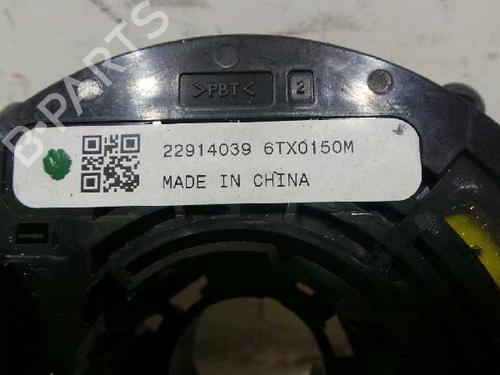 >PBT<
2
22914039 6TX0150M
MADE IN CHINA
B-PARTS